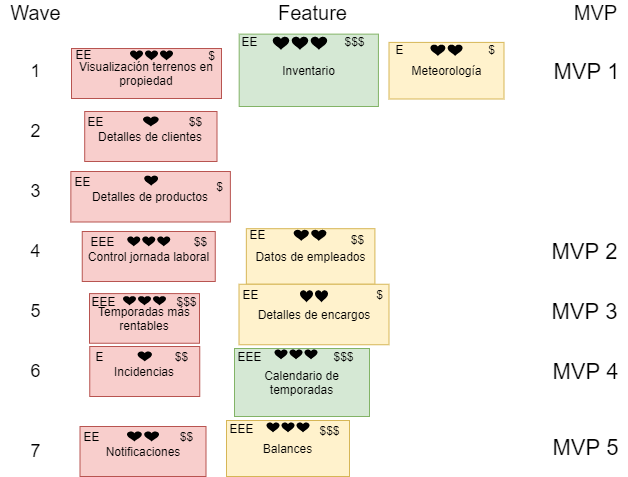 Wave Feature MVP
EE $ EE $$$ E $
1 Visualización terrenos en propiedad Inventario Meteorología MVP 1
EE $$
2 Detalles de clientes
EE $
3 Detalles de productos
EEE $$ EE $$
4 Control jornada laboral Datos de empleados MVP 2
EEE $$$ EE $
5 Temporadas más rentables Detalles de encargos MVP 3
E $$ EEE $$$
6 Incidencias Calendario de temporadas MVP 4
EE $$ EEE $$$
7 Notificaciones Balances MVP 5